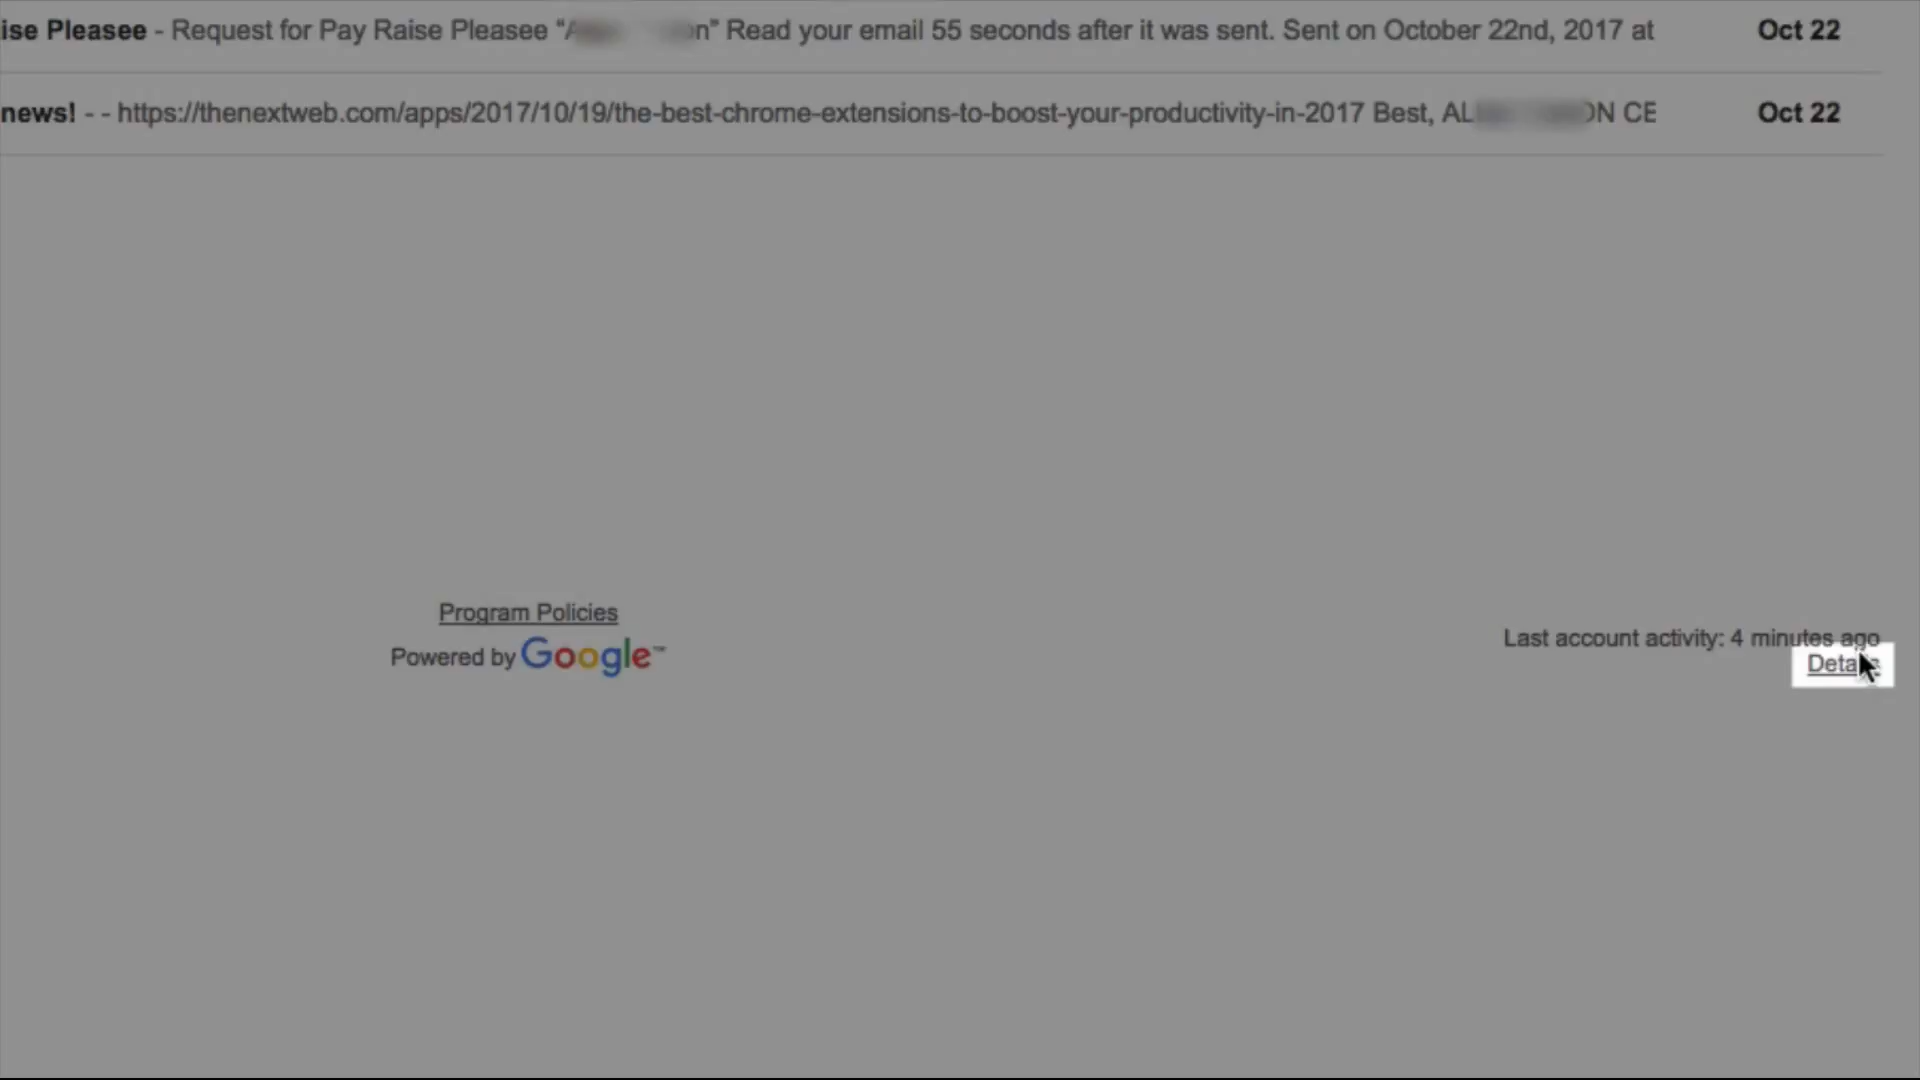 ise Pleasee - Request for Pay Raise Pleasee " " Read your email 55 seconds after it was sent. Sent on October 22nd, 2017 at Oct 22
news! - - https://thenextweb.com/apps/2017/10/19/the-best-chrome-extensions-to-boost-your-productivity-in-2017 Best, CE Oct 22
Program Policies
Powered by Google™
Last account activity: 4 minutes ago
Details